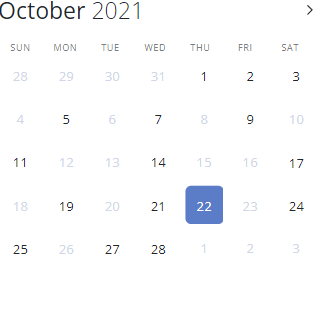 October 2021
SUN MON TUE WED THU FRI SAT
28 29 30 31 1 2 3
4 5 6 7 8 9 10
11 12 13 14 15 16 17
18 19 20 21 22 23 24
25 26 27 28 1 2 3